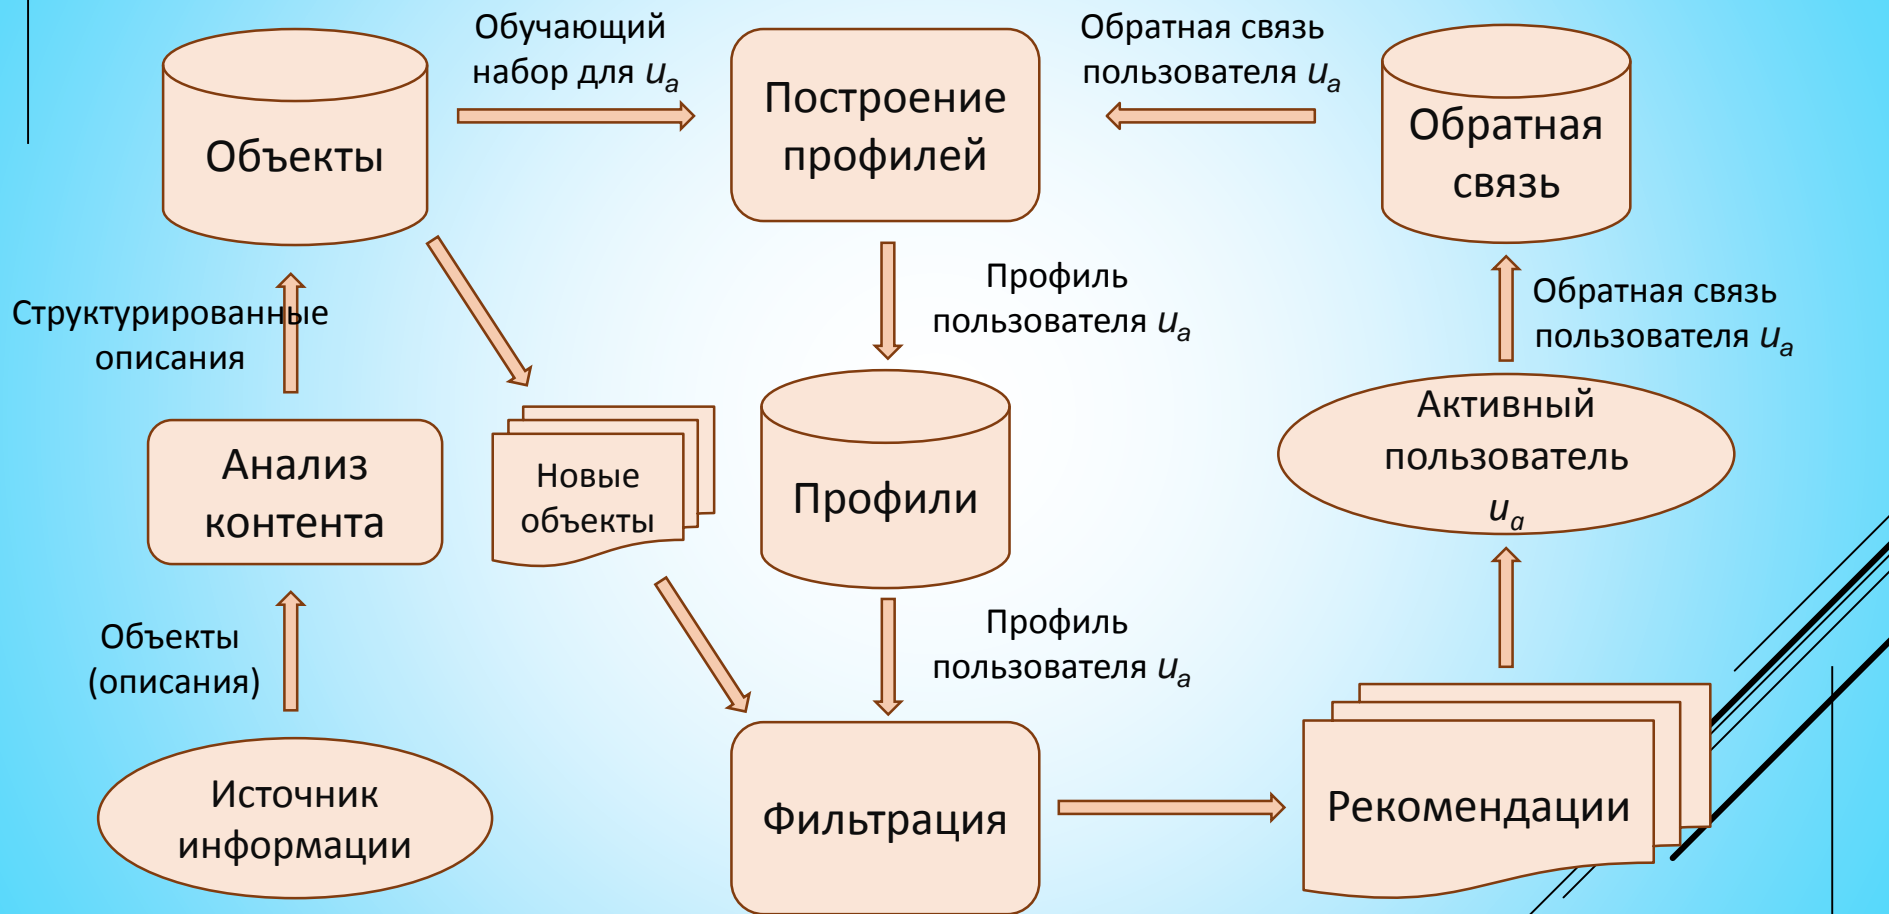 Обучающий
набор для uₐ
Обратная связь
пользователя uₐ
Объекты
Построение
профилей
Обратная
связь
Структурированные
описания
Профиль
пользователя uₐ
Обратная связь
пользователя uₐ
Анализ
контента
Новые
объекты
Профили
Активный
пользователь
uₐ
Объекты
(описания)
Профиль
пользователя uₐ
Источник
информации
Фильтрация
Рекомендации